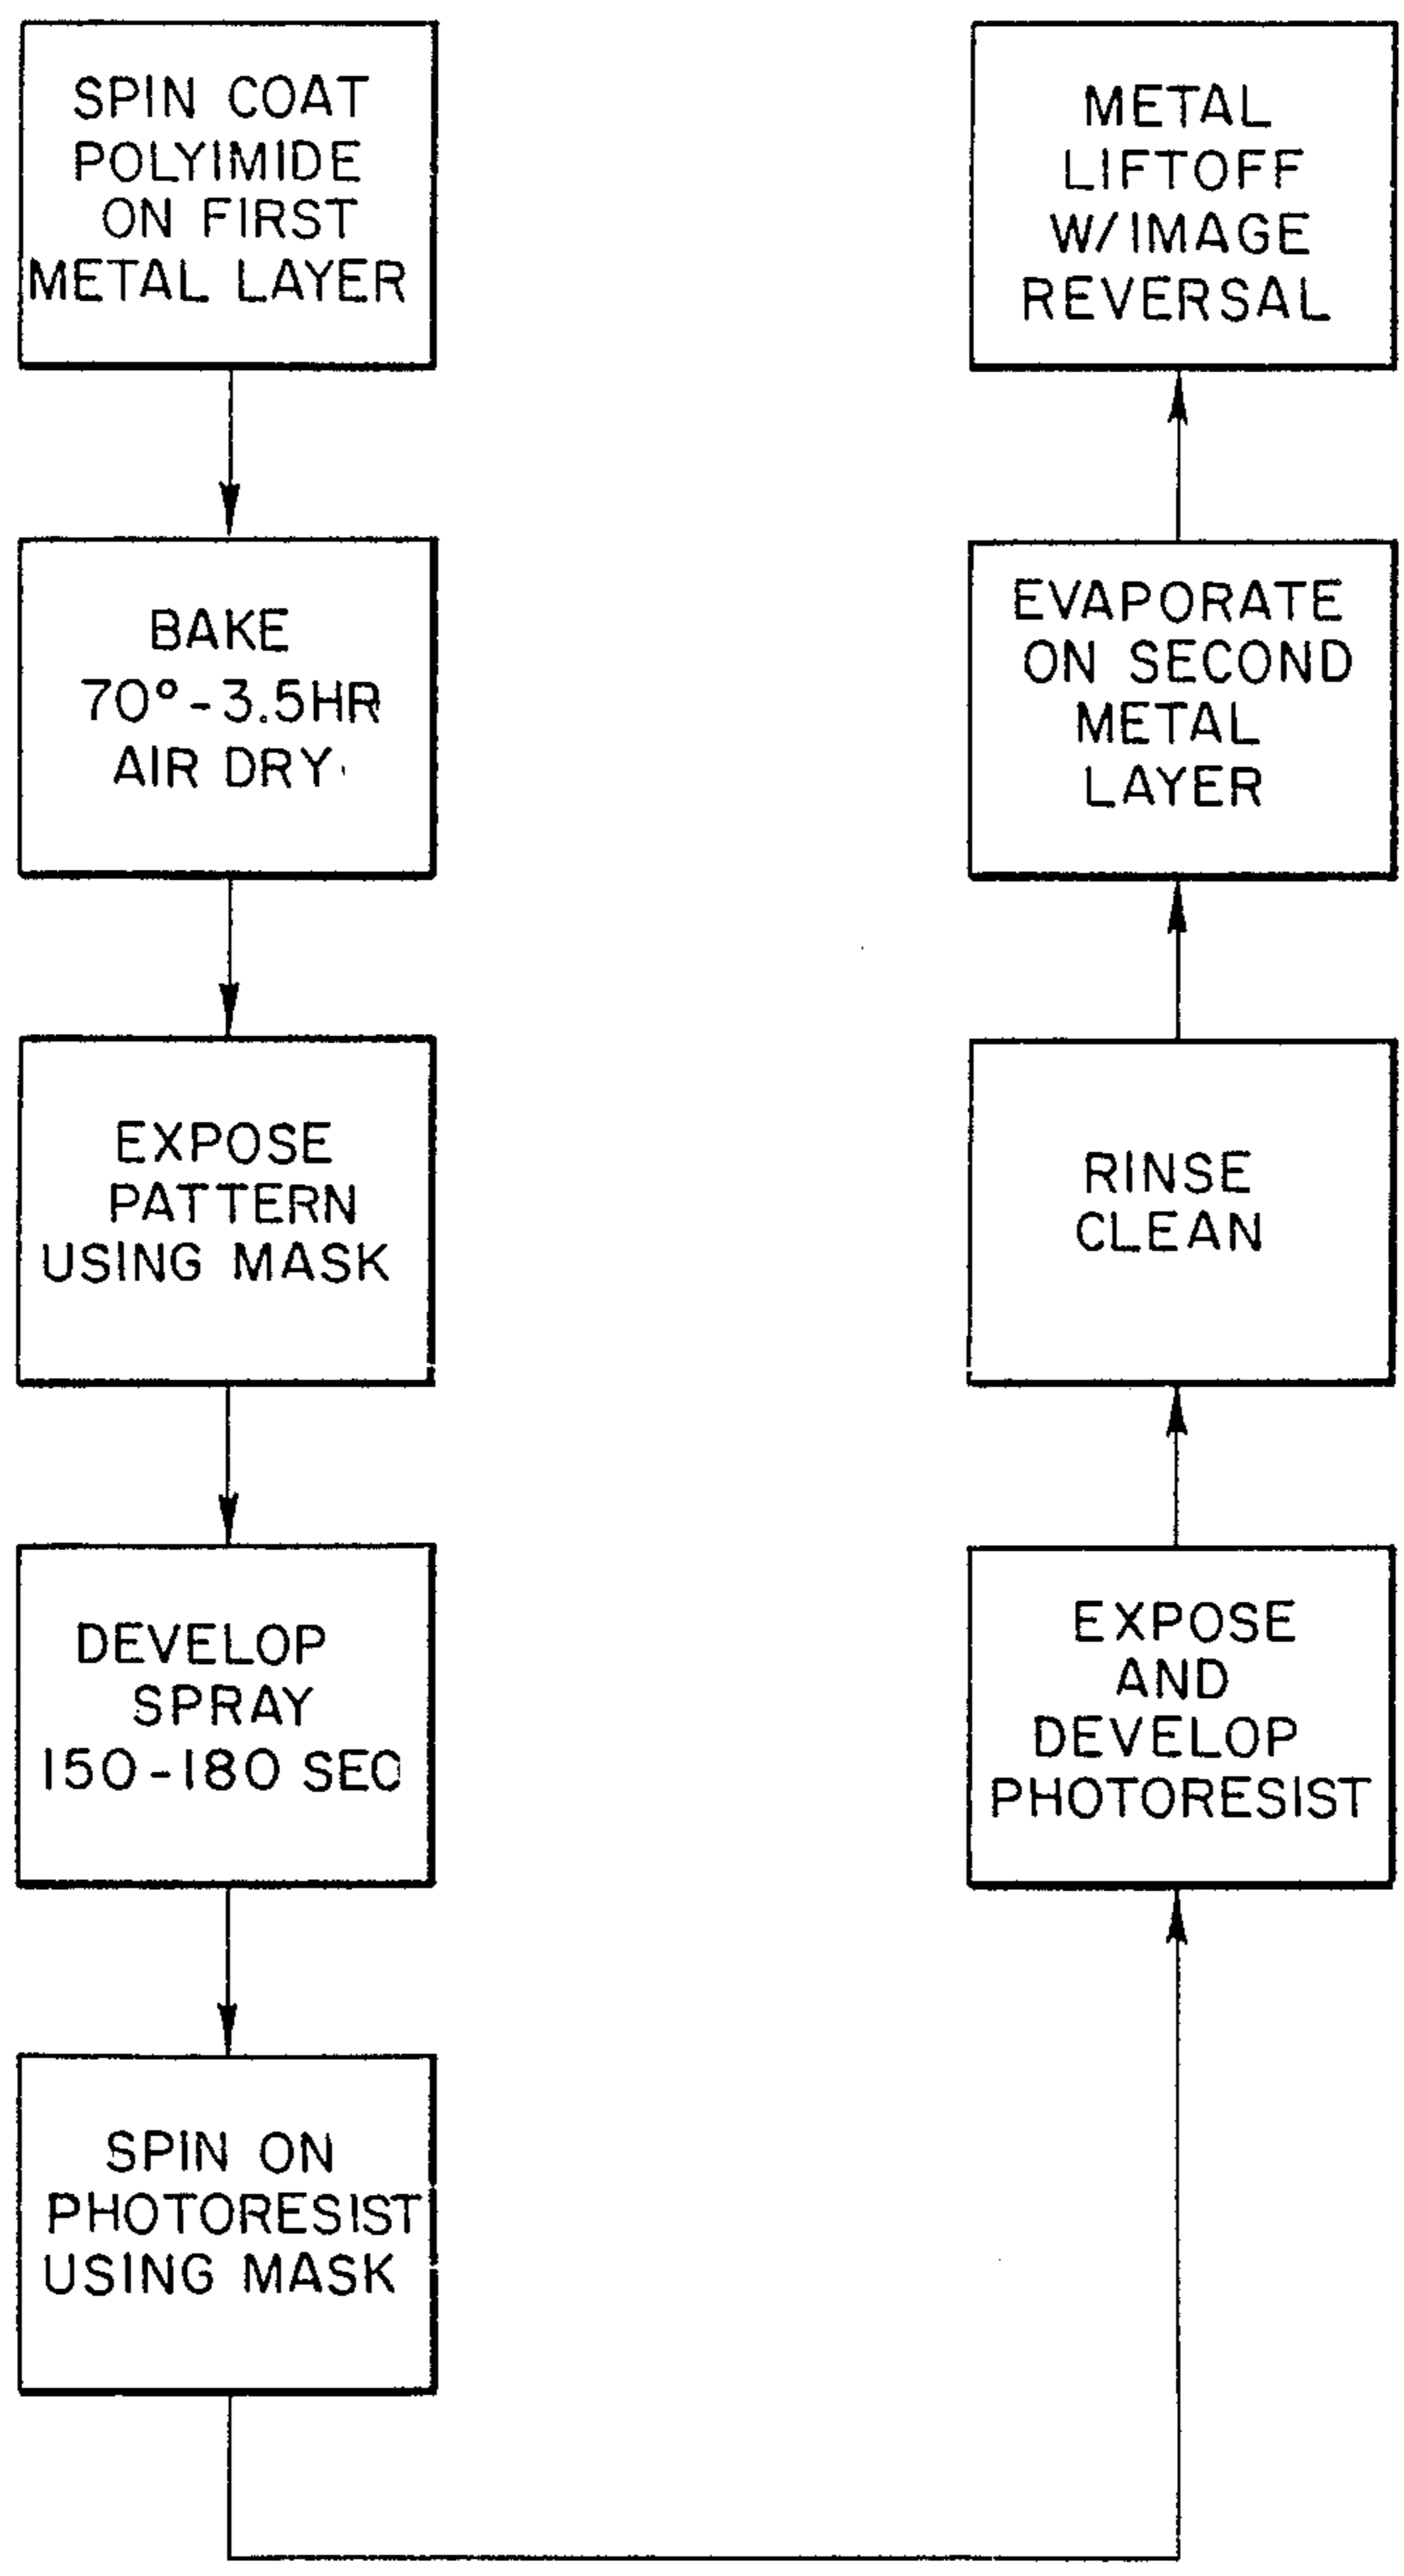 SPIN COAT
POLYIMIDE
ON FIRST
METAL LAYER
BAKE
70°-3.5HR
AIR DRY
EXPOSE
PATTERN
USING MASK
DEVELOP
SPRAY
150-180 SEC
SPIN ON
PHOTORESIST
USING MASK
EXPOSE
AND
DEVELOP
PHOTORESIST
RINSE
CLEAN
EVAPORATE
ON SECOND
METAL
LAYER
METAL
LIFTOFF
W/IMAGE
REVERSAL